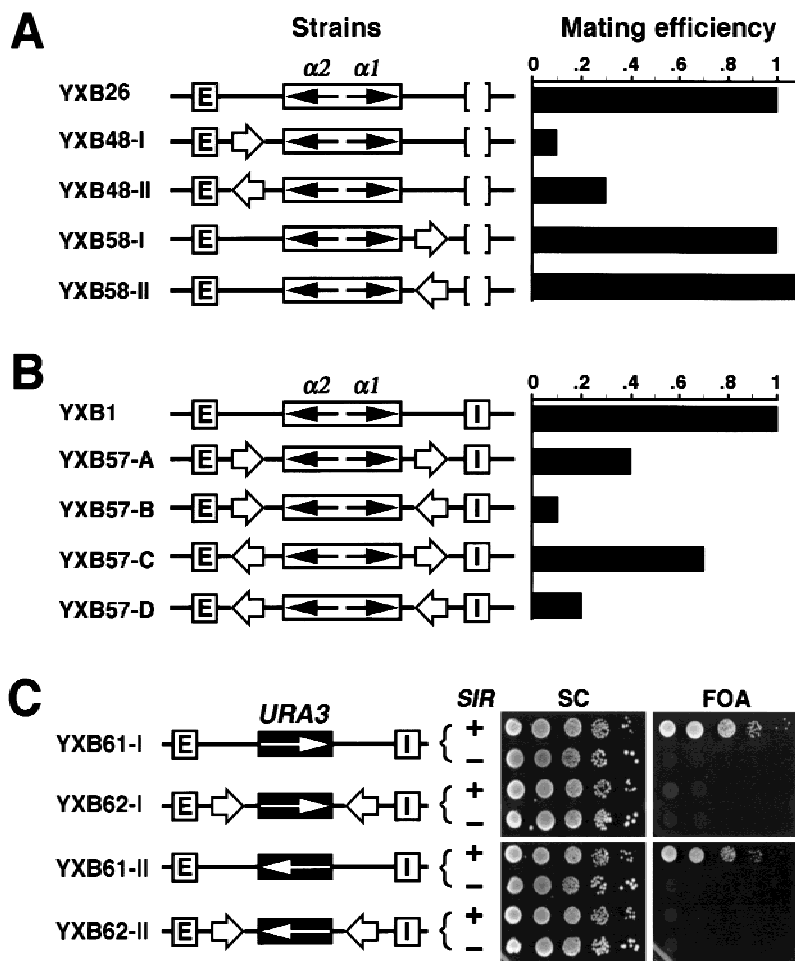 A
Strains Mating efficiency
α2 α1 0 .2 .4 .6 .8 1
YXB26 E [ ]
YXB48-I E [ ]
YXB48-II E [ ]
YXB58-I E [ ]
YXB58-II E [ ]
B
α2 α1 0 .2 .4 .6 .8 1
YXB1 E I
YXB57-A E I
YXB57-B E I
YXB57-C E I
YXB57-D E I
C
URA3 SIR SC FOA
YXB61-I E I { +
−
YXB62-I E I { +
−
YXB61-II E I { +
−
YXB62-II E I { +
−